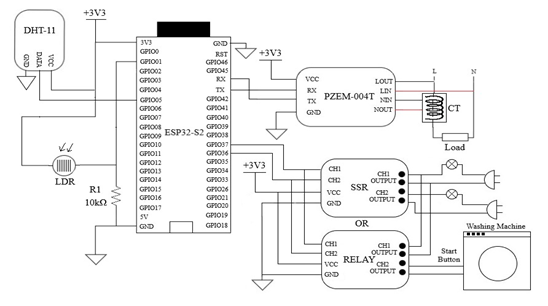 DHT-11
GND
DATA
VCC
+3V3
3V3
GPIO0
GPIO01
GPIO02
GPIO03
GPIO04
GPIO05
GPIO06
GPIO07
GPIO08
GPIO09
GPIO10
GPIO11
GPIO12
GPIO13
GPIO14
GPIO15
GPIO16
GPIO17
5V
GND
ESP32-S2
GND
RST
GPIO46
GPIO45
RX
TX
GPIO42
GPIO41
GPIO40
GPIO39
GPIO38
GPIO37
GPIO36
GPIO35
GPIO34
GPIO33
GPIO26
GPIO21
GPIO20
GPIO19
GPIO18
LDR
R1
10kΩ
+3V3
VCC
RX
TX
GND
PZEM-004T
LOUT
LIN
NIN
NOUT
L
N
CT
Load
+3V3
CH1
CH2
VCC
GND
SSR
CH1
OUTPUT
CH2
OUTPUT
OR
CH1
CH2
VCC
GND
RELAY
CH1
OUTPUT
CH2
OUTPUT
Start
Button
Washing Machine